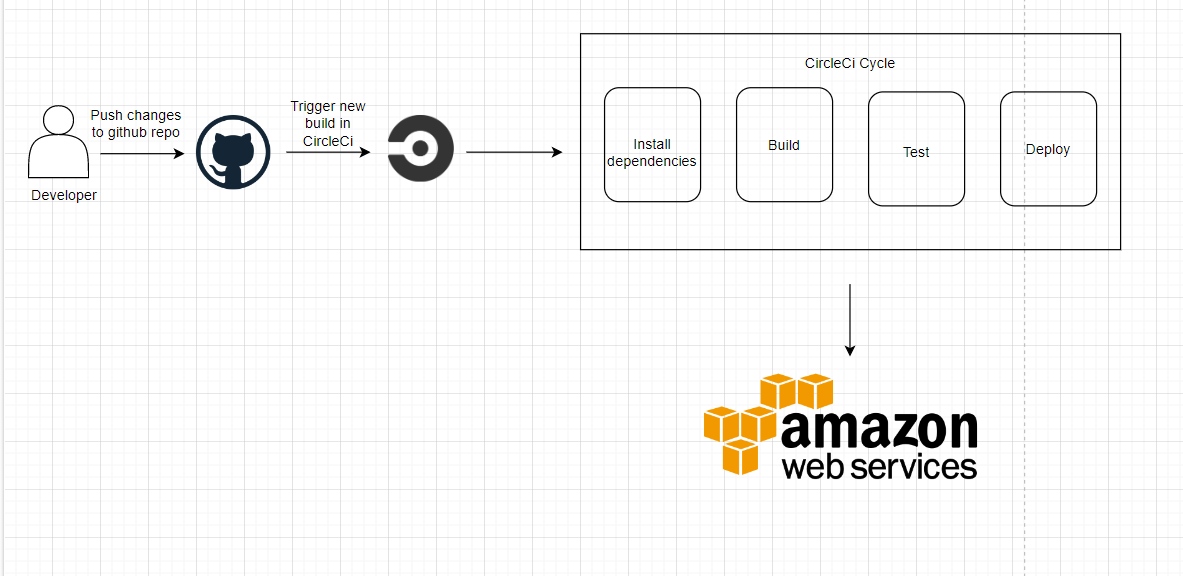 Developer
Push changes
to github repo
Trigger new
build in
CircleCi
CircleCi Cycle
Install
dependencies
Build
Test
Deploy
amazon
web services